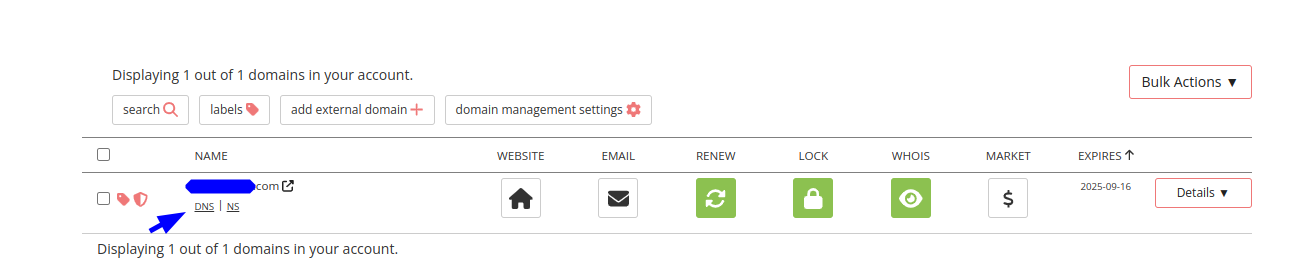 Displaying 1 out of 1 domains in your account.
Bulk Actions ▼
search labels add external domain + domain management settings
NAME WEBSITE EMAIL RENEW LOCK WHOIS MARKET EXPIRES ↑
com 2025-09-16 Details ▼
DNS | NS
Displaying 1 out of 1 domains in your account.